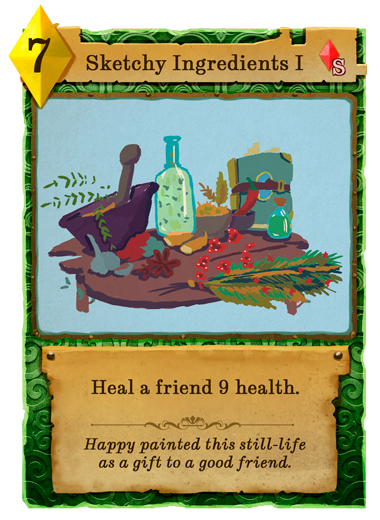 7
Sketchy Ingredients I
S
Heal a friend 9 health.
Happy painted this still-life
as a gift to a good friend.